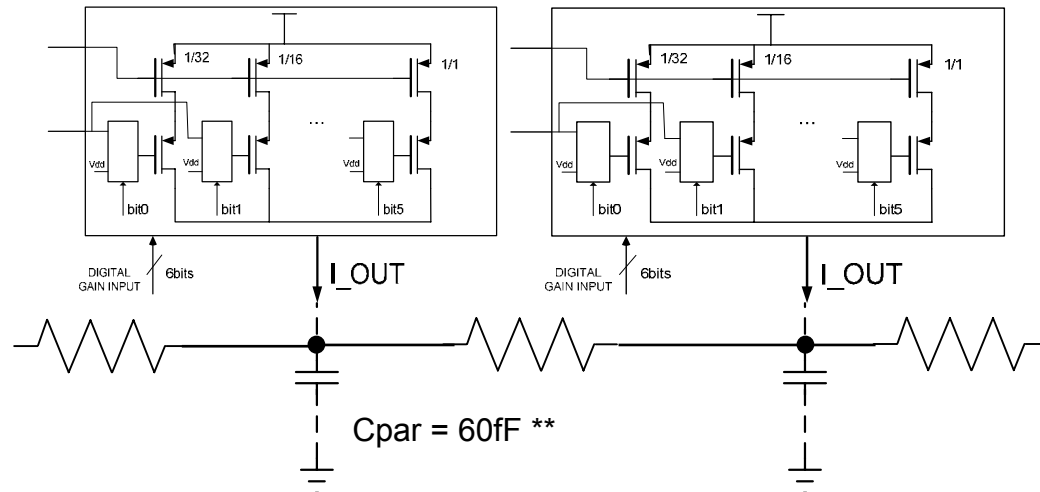 1/32
1/16
1/1
...
Vdd
Vdd
Vdd
bit0
bit1
bit5
DIGITAL
GAIN INPUT
6bits
I_OUT
1/32
1/16
1/1
...
Vdd
Vdd
Vdd
bit0
bit1
bit5
DIGITAL
GAIN INPUT
6bits
I_OUT
Cpar = 60fF **